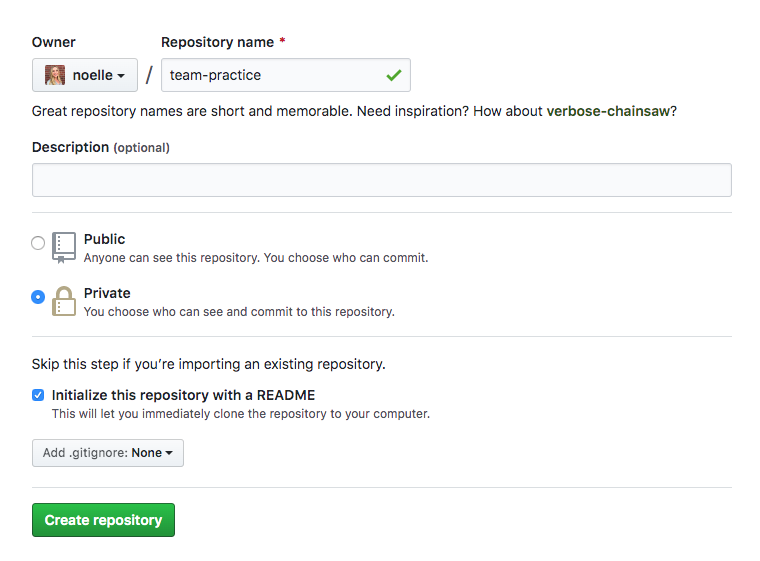 Owner
Repository name *
noelle / team-practice
Great repository names are short and memorable. Need inspiration? How about verbose-chainsaw?
Description (optional)
Public
Anyone can see this repository. You choose who can commit.
Private
You choose who can see and commit to this repository.
Skip this step if you’re importing an existing repository.
Initialize this repository with a README
This will let you immediately clone the repository to your computer.
Add .gitignore: None
Create repository